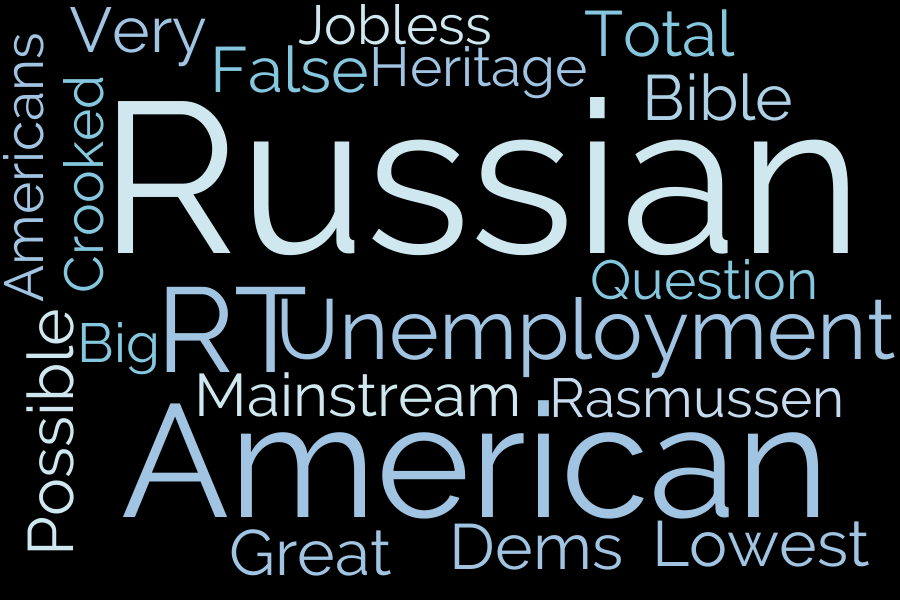 Very
Jobless
Total
Americans
Crooked
False
Heritage
Bible
Russian
Question
Possible
Big
RT
Unemployment
Mainstream
Rasmussen
American
Great
Dems
Lowest